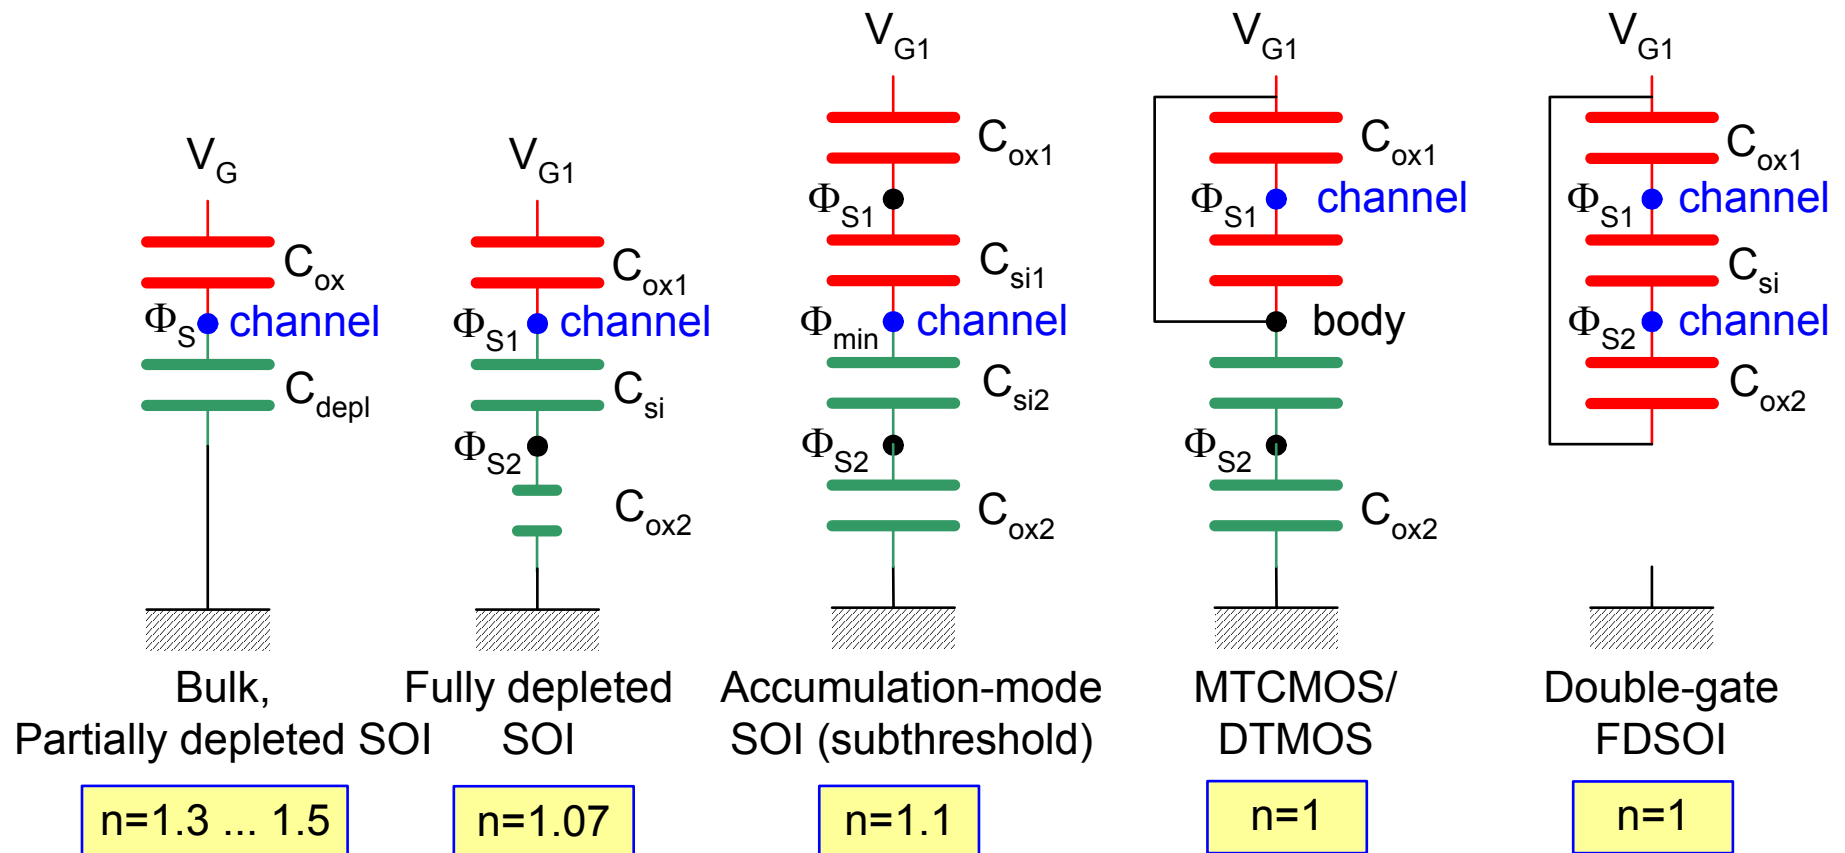 V_G
C_ox
Φ_S channel
C_depl
Bulk,
Partially depleted SOI
n=1.3 ... 1.5
V_G1
C_ox1
Φ_S1 channel
C_si
Φ_S2
C_ox2
Fully depleted
SOI
n=1.07
V_G1
C_ox1
Φ_S1
C_si1
Φ_min channel
C_si2
Φ_S2
C_ox2
Accumulation-mode
SOI (subthreshold)
n=1.1
V_G1
C_ox1
Φ_S1 channel
body
Φ_S2
C_ox2
MTCMOS/
DTMOS
n=1
V_G1
C_ox1
Φ_S1 channel
C_si
Φ_S2 channel
C_ox2
Double-gate
FDSOI
n=1